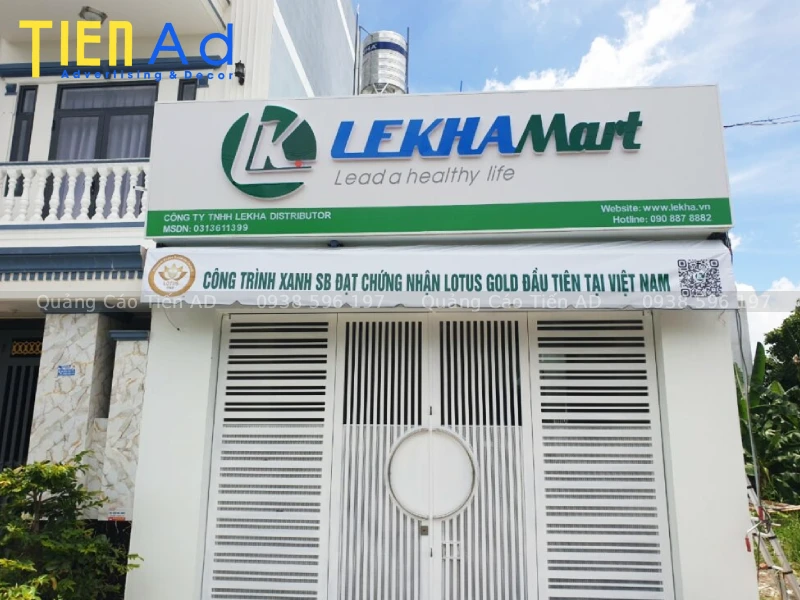 TIEN Ad
Advertising & Decor
LK
LEKHAMart
Lead a healthy life
CÔNG TY TNHH LEKHA DISTRIBUTOR
MSDN: 0313611399
Website: www.lekha.vn
Hotline: 090 887 8882
CÔNG TRÌNH XANH SB ĐẠT CHỨNG NHẬN LOTUS GOLD ĐẦU TIÊN TẠI VIỆT NAM
Quảng Cáo Tiến AD 0938 596 197 Quảng Cáo Tiến AD 0938 596 197